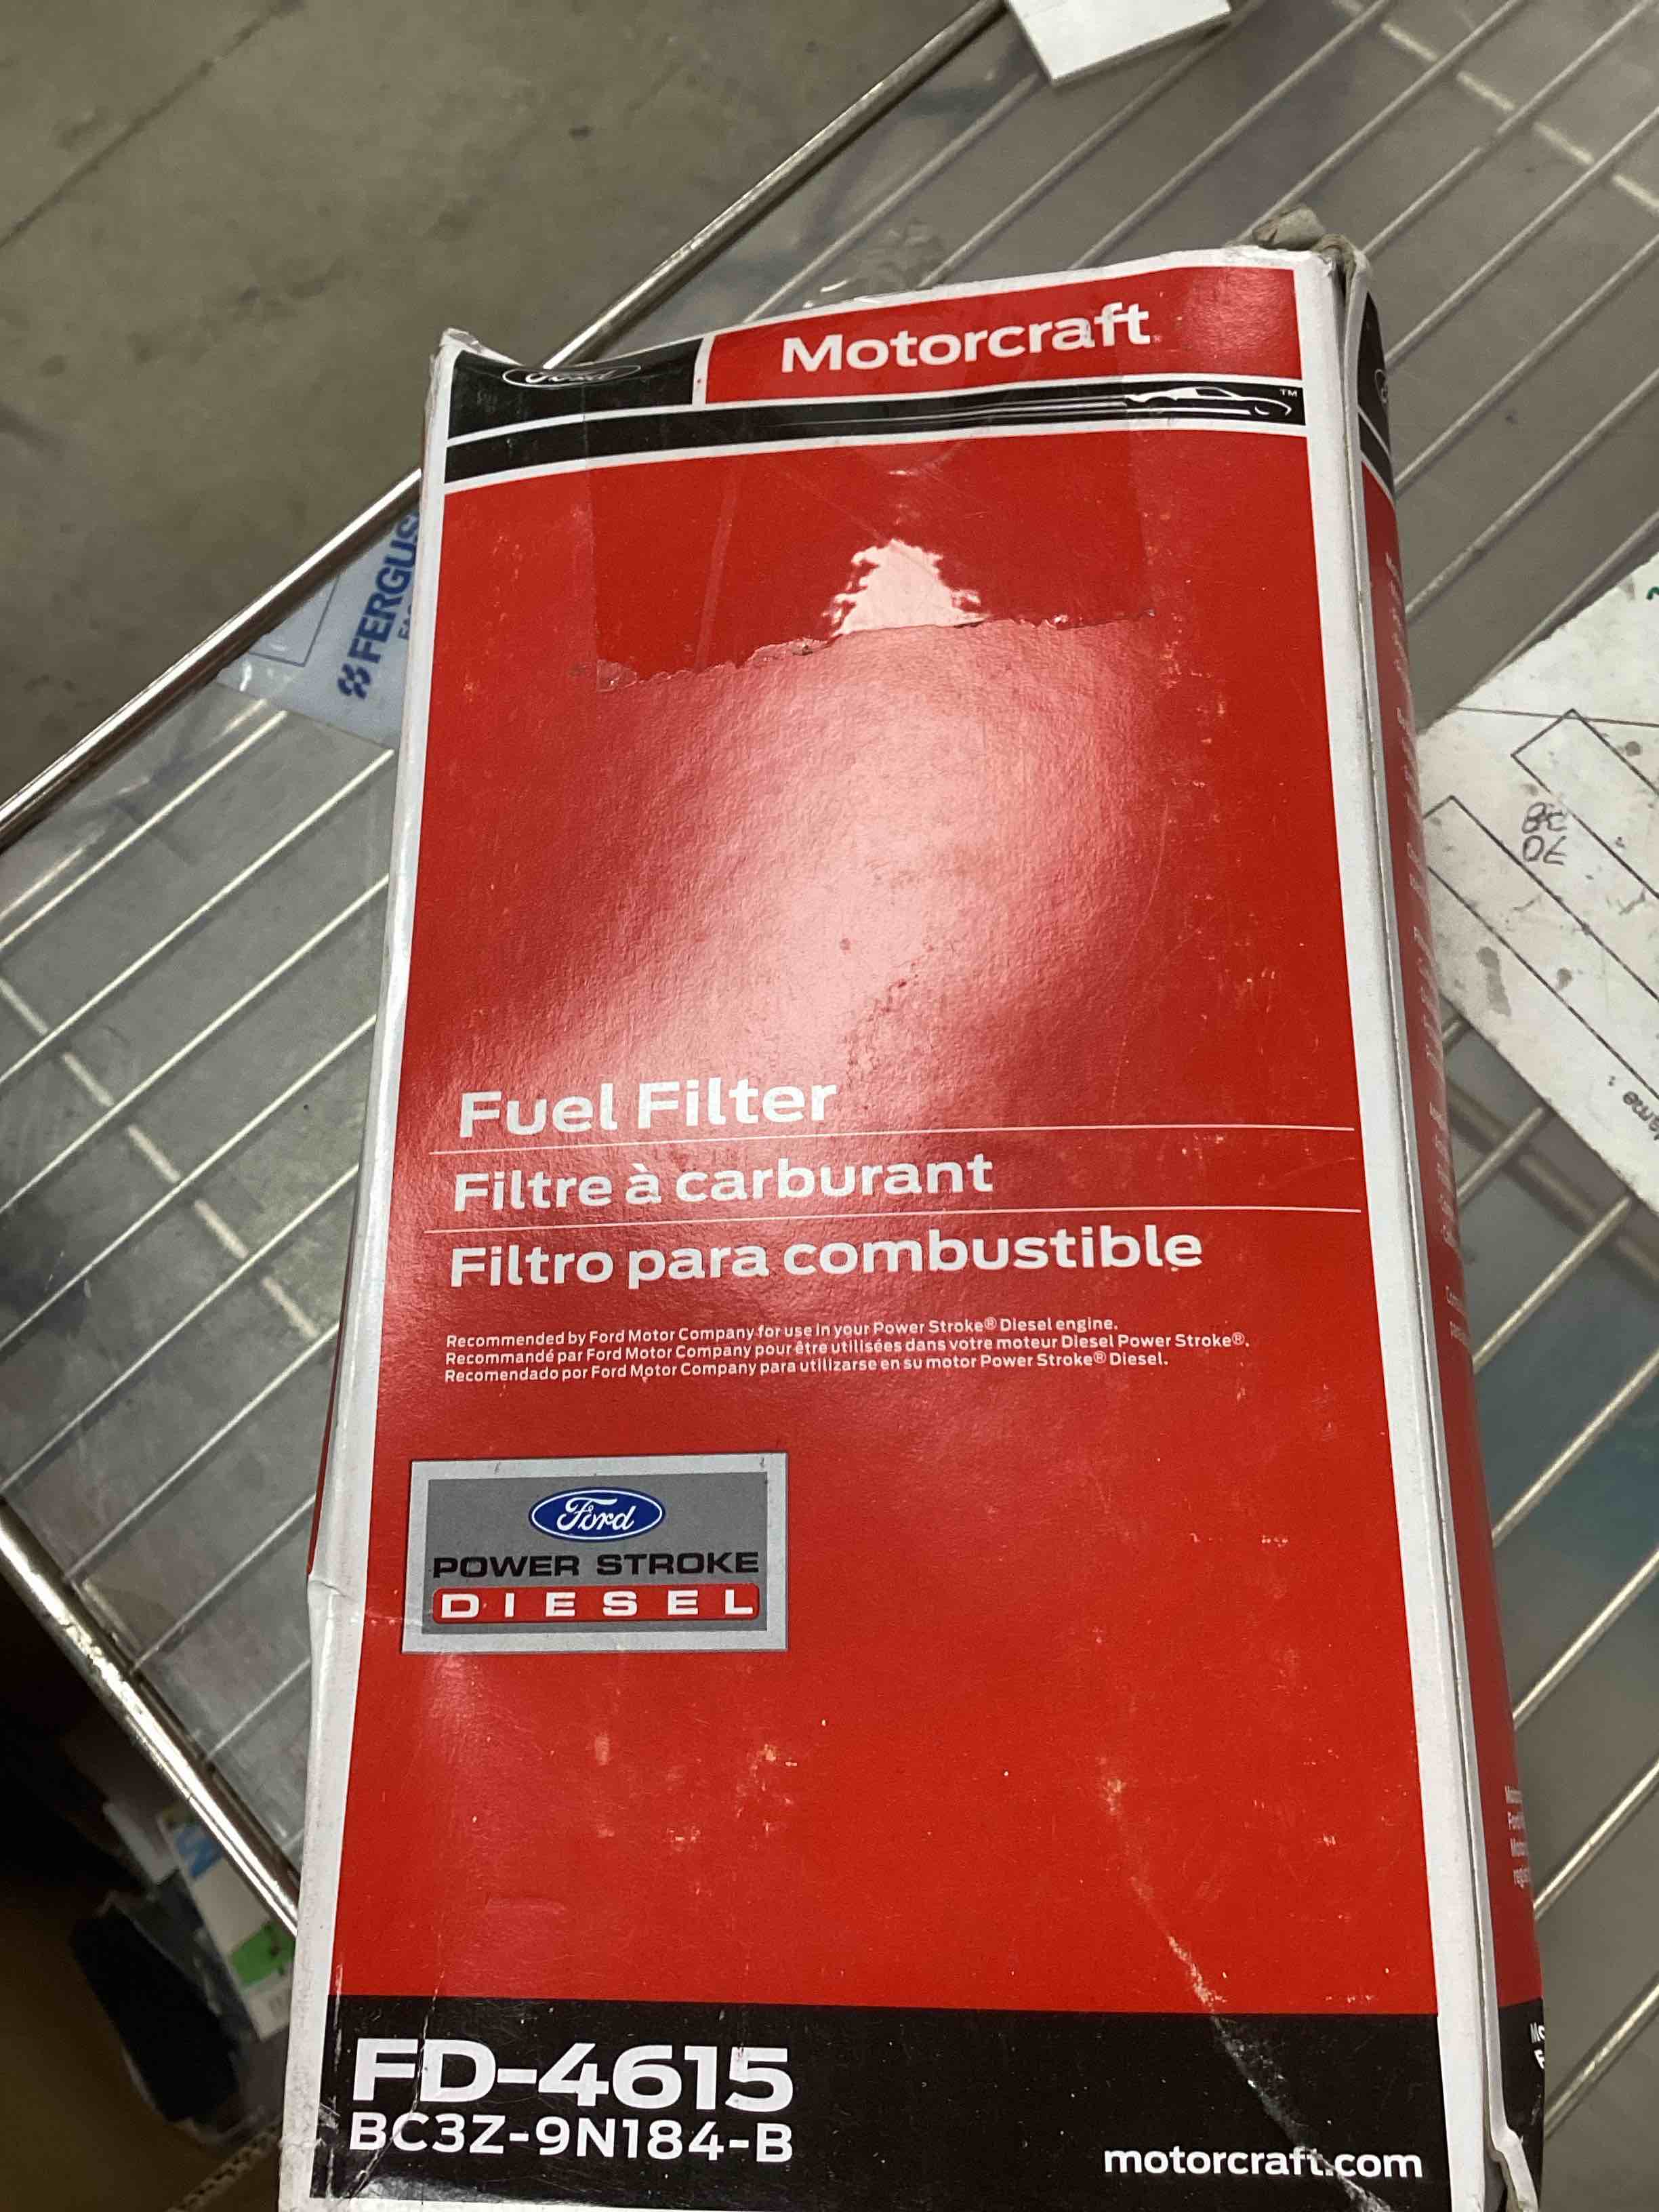 Ford
Motorcraft
TM
FERGUS
Fuel Filter
Filtre à carburant
Filtro para combustible
Recommended by Ford Motor Company for use in your Power Stroke® Diesel engine.
Recommandé par Ford Motor Company pour être utilisées dans votre moteur Diesel Power Stroke®.
Recomendado por Ford Motor Company para utilizarse en su motor Power Stroke® Diesel.
Ford
POWER STROKE
DIESEL
FD-4615
BC3Z-9N184-B
motorcraft.com